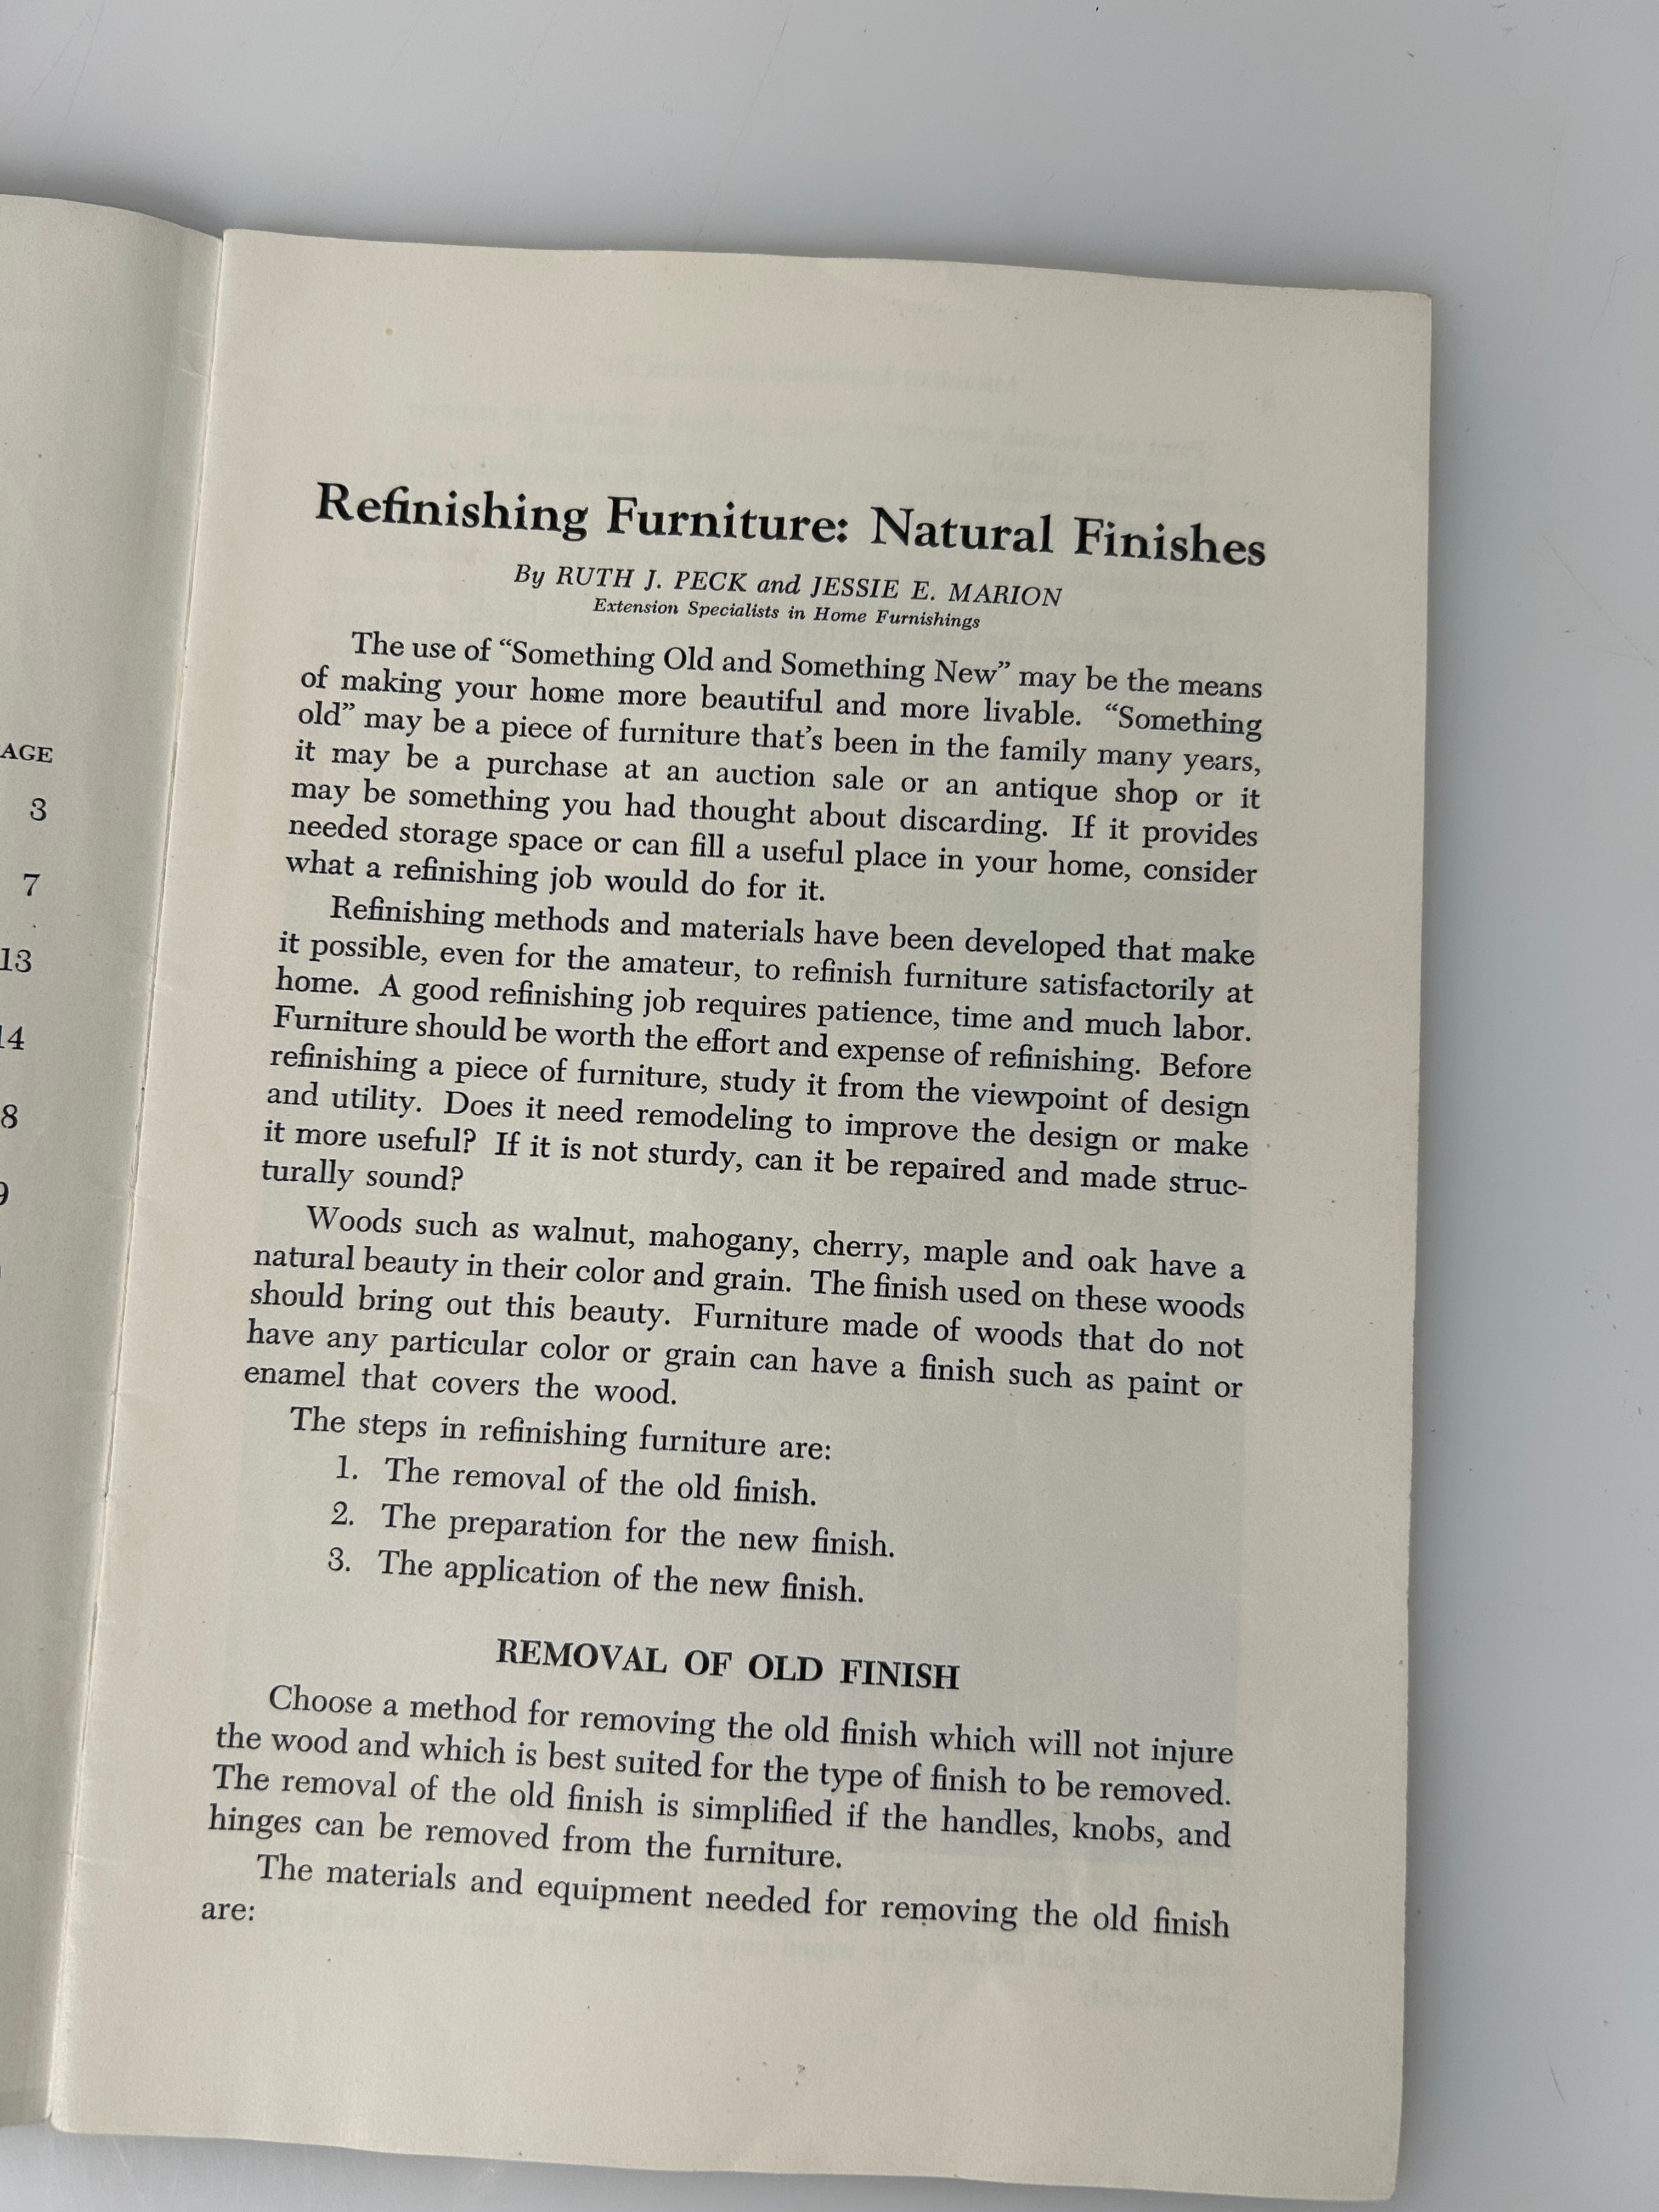 AGE
3
7
13
14
8
9
Refinishing Furniture: Natural Finishes
By RUTH J. PECK and JESSIE E. MARION
Extension Specialists in Home Furnishings
The use of “Something Old and Something New” may be the means
of making your home more beautiful and more livable. “Something
old” may be a piece of furniture that’s been in the family many years,
it may be a purchase at an auction sale or an antique shop or it
may be something you had thought about discarding. If it provides
needed storage space or can fill a useful place in your home, consider
what a refinishing job would do for it.
Refinishing methods and materials have been developed that make
it possible, even for the amateur, to refinish furniture satisfactorily at
home. A good refinishing job requires patience, time and much labor.
Furniture should be worth the effort and expense of refinishing. Before
refinishing a piece of furniture, study it from the viewpoint of design
and utility. Does it need remodeling to improve the design or make
it more useful? If it is not sturdy, can it be repaired and made struc-
turally sound?
Woods such as walnut, mahogany, cherry, maple and oak have a
natural beauty in their color and grain. The finish used on these woods
should bring out this beauty. Furniture made of woods that do not
have any particular color or grain can have a finish such as paint or
enamel that covers the wood.
The steps in refinishing furniture are:
1. The removal of the old finish.
2. The preparation for the new finish.
3. The application of the new finish.
REMOVAL OF OLD FINISH
Choose a method for removing the old finish which will not injure
the wood and which is best suited for the type of finish to be removed.
The removal of the old finish is simplified if the handles, knobs, and
hinges can be removed from the furniture.
The materials and equipment needed for removing the old finish
are: